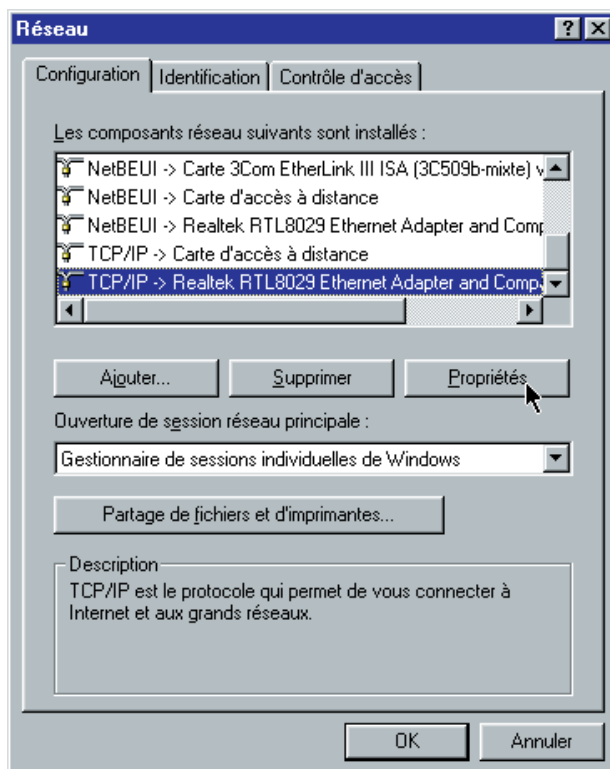 Réseau
Configuration
Identification
Contrôle d'accès
Les composants réseau suivants sont installés :
NetBEUI -> Carte 3Com EtherLink III ISA (3C509b-mixte) v
NetBEUI -> Carte d'accès à distance
NetBEUI -> Realtek RTL8029 Ethernet Adapter and Comp
TCP/IP -> Carte d'accès à distance
TCP/IP -> Realtek RTL8029 Ethernet Adapter and Comp
Ajouter...
Supprimer
Propriétés
Ouverture de session réseau principale :
Gestionnaire de sessions individuelles de Windows
Partage de fichiers et d'imprimantes...
Description
TCP/IP est le protocole qui permet de vous connecter à
Internet et aux grands réseaux.
OK
Annuler